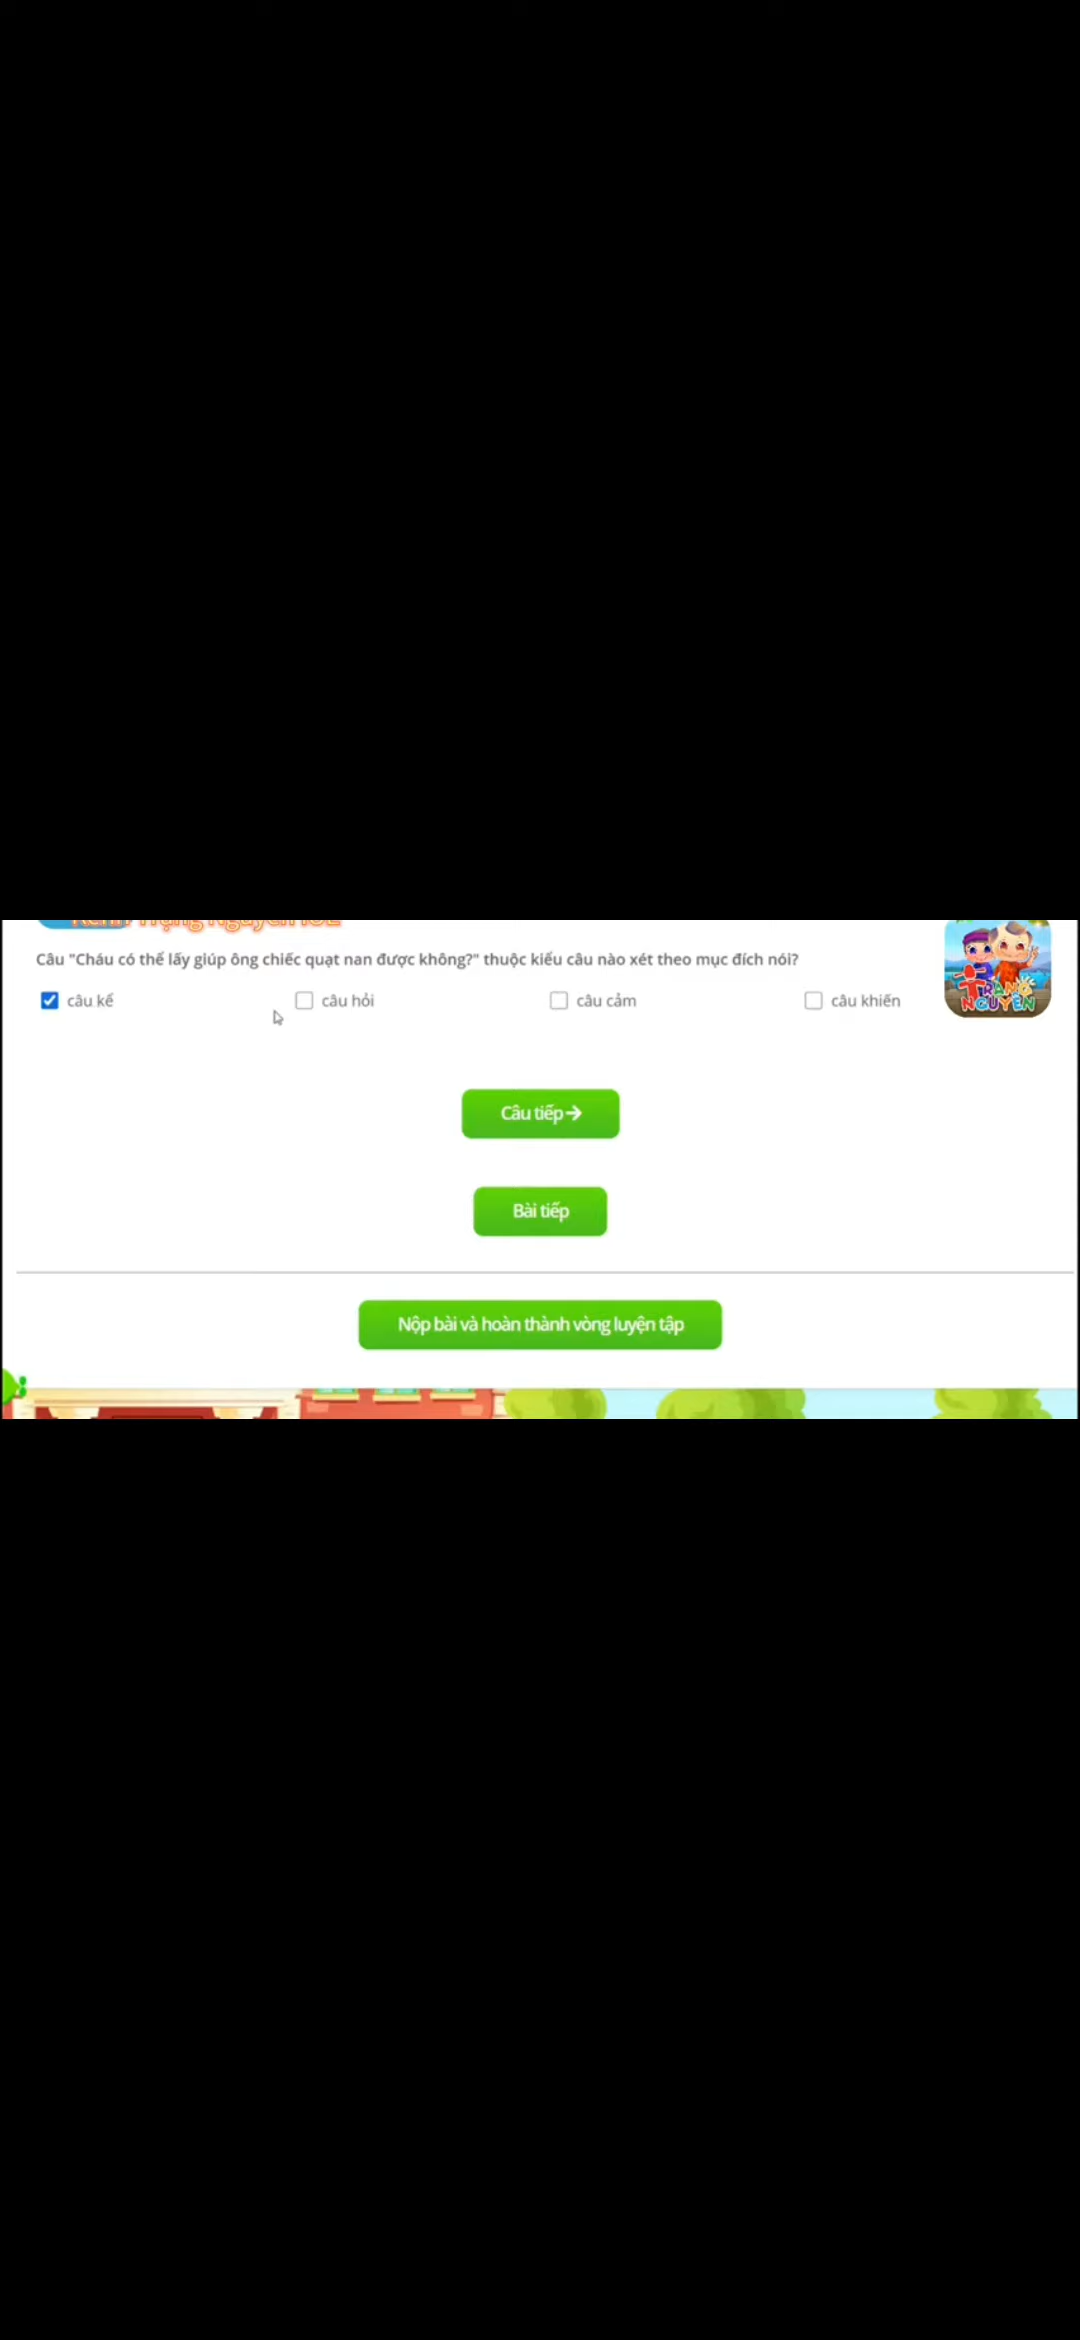 Câu "Cháu có thể lấy giúp ông chiếc quạt nan được không?" thuộc kiểu câu nào xét theo mục đích nói?
câu kể
câu hỏi
câu cảm
câu khiến
TRẠNG
NGUYÊN
Câu tiếp→
Bài tiếp
Nộp bài và hoàn thành vòng luyện tập